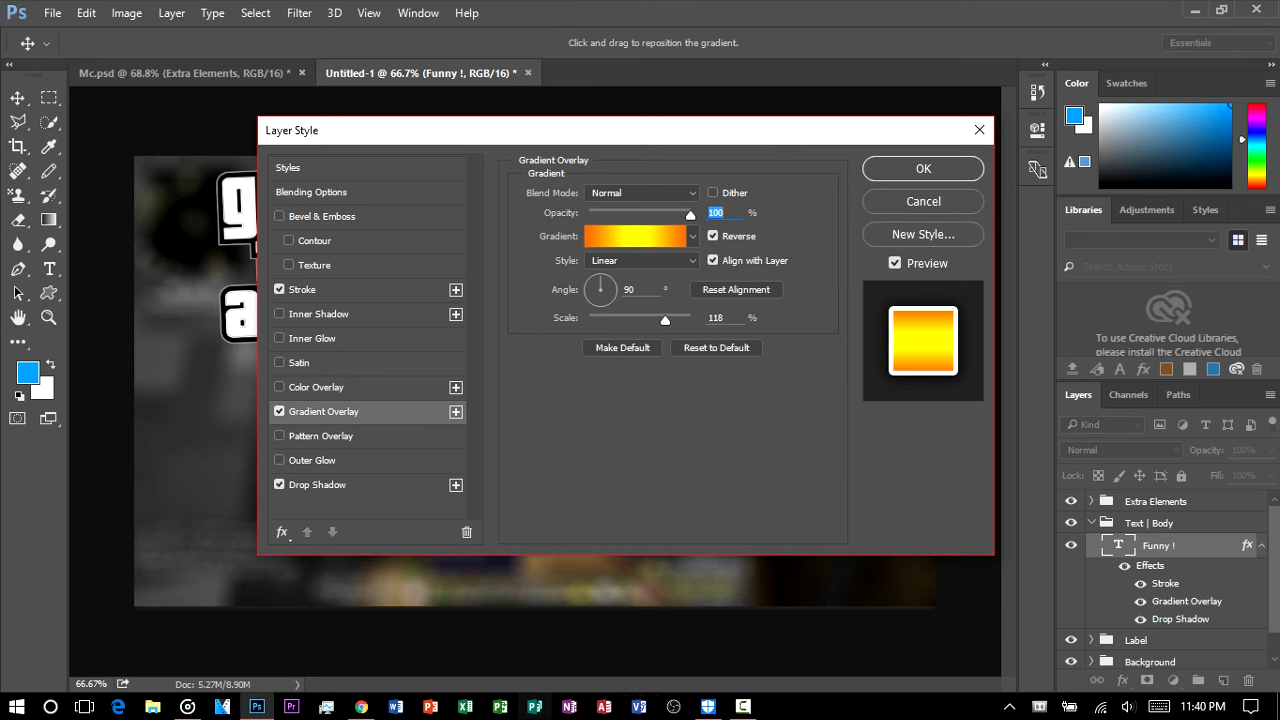 Ps File Edit Image Layer Type Select Filter 3D View Window Help
Click and drag to reposition the gradient.
Essentials
Mc.psd @ 68.8% (Extra Elements, RGB/16) *
Untitled-1 @ 66.7% (Funny !, RGB/16) *
Layer Style
Styles
Blending Options
Bevel & Emboss
Contour
Texture
Stroke
Inner Shadow
Inner Glow
Satin
Color Overlay
Gradient Overlay
Pattern Overlay
Outer Glow
Drop Shadow
fx
Gradient Overlay
Gradient
Blend Mode: Normal Dither
Opacity: 100 %
Gradient: Reverse
Style: Linear Align with Layer
Angle: 90 ° Reset Alignment
Scale: 118 %
Make Default Reset to Default
OK
Cancel
New Style...
Preview
g
a
Color Swatches
Libraries Adjustments Styles
Search Adobe Stock
To use Creative Cloud Libraries,
please install the Creative Cloud
Layers Channels Paths
Kind
Normal Opacity: 100%
Lock: Fill: 100%
Extra Elements
Text | Body
T Funny ! fx
Effects
Stroke
Gradient Overlay
Drop Shadow
Label
Background
66.67% Doc: 5.27M/8.90M
11:40 PM